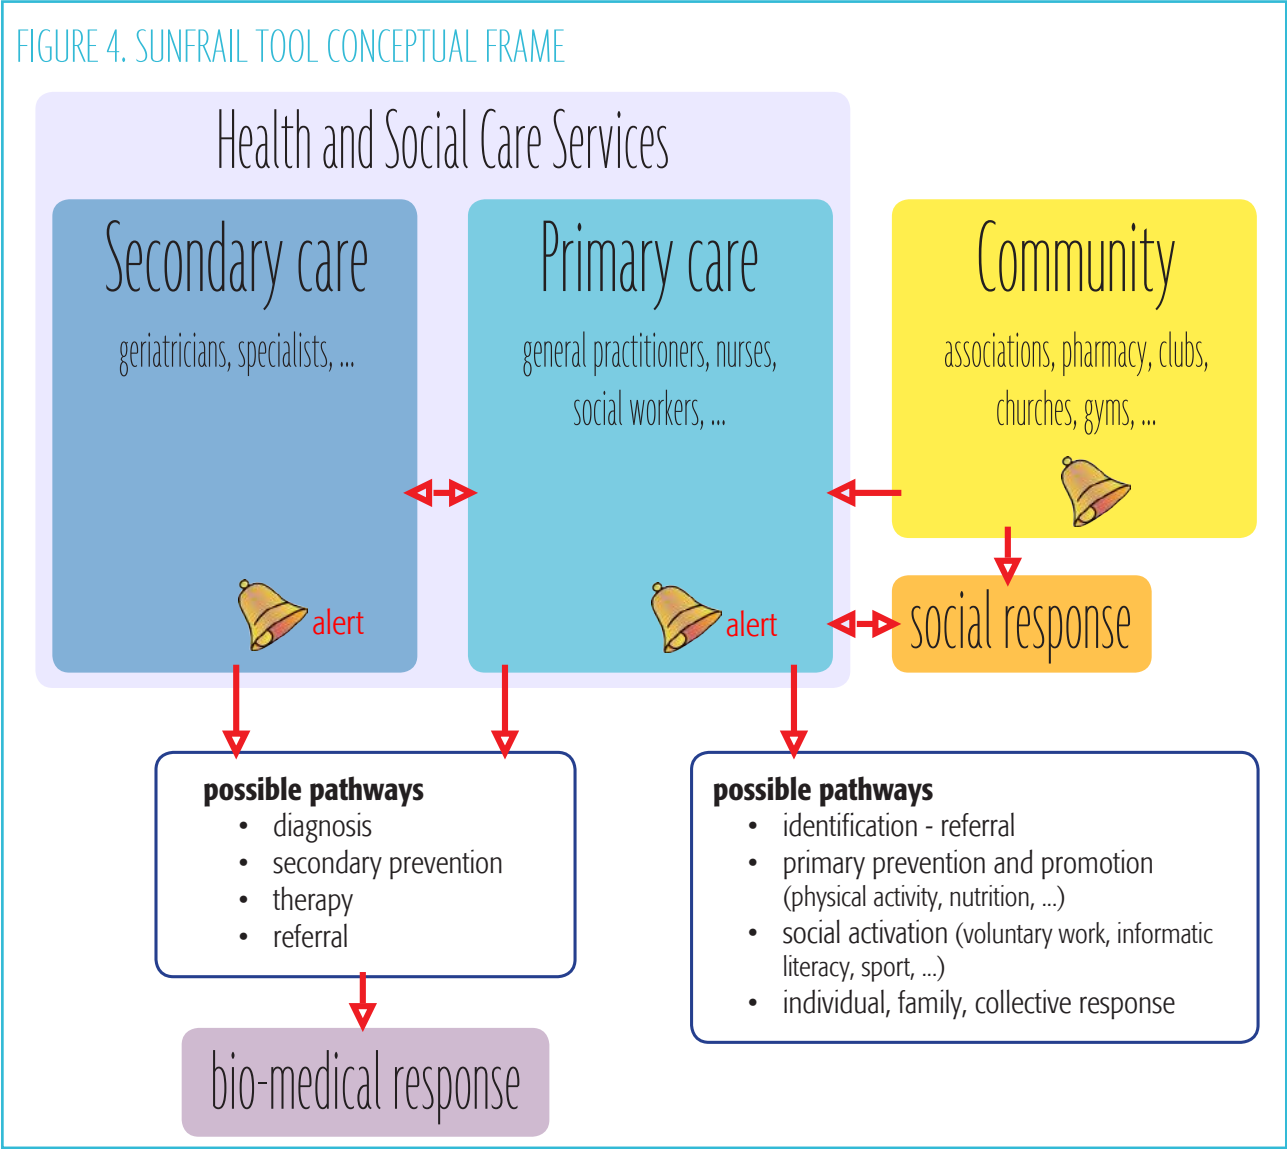 FIGURE 4. SUNFRAIL TOOL CONCEPTUAL FRAME
Health and Social Care Services
Secondary care
geriatricians, specialists, ...
alert
Primary care
general practitioners, nurses,
social workers, ...
alert
Community
associations, pharmacy, clubs,
churches, gyms, ...
social response
possible pathways
• diagnosis
• secondary prevention
• therapy
• referral
bio-medical response
possible pathways
• identification - referral
• primary prevention and promotion
(physical activity, nutrition, ...)
• social activation (voluntary work, informatic
literacy, sport, ...)
• individual, family, collective response